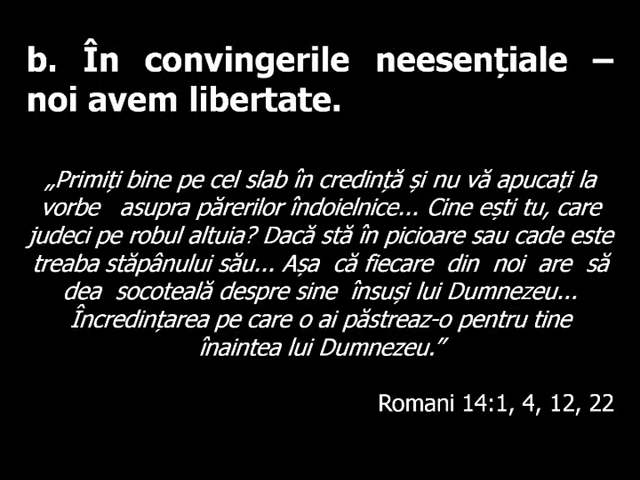 b. În convingerile neesențiale –
noi avem libertate.
„Primiți bine pe cel slab în credință și nu vă apucați la
vorbe asupra părerilor îndoielnice... Cine ești tu, care
judeci pe robul altuia? Dacă stă în picioare sau cade este
treaba stăpânului său... Așa că fiecare din noi are să
dea socoteală despre sine însuși lui Dumnezeu...
Încredințarea pe care o ai păstreaz-o pentru tine
înaintea lui Dumnezeu.”
Romani 14:1, 4, 12, 22